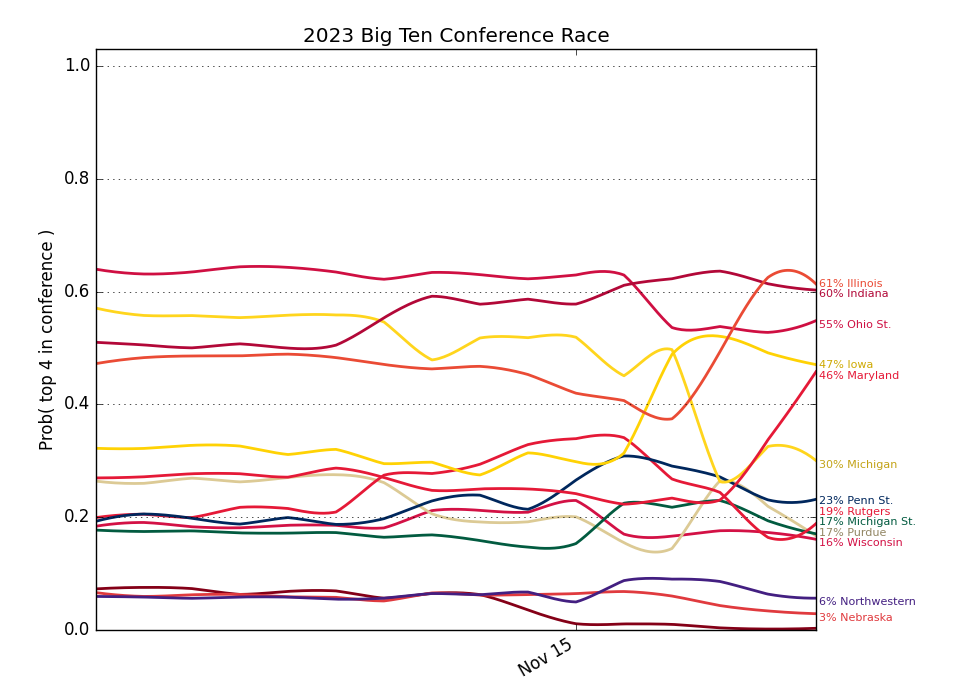 2023 Big Ten Conference Race
Prob( top 4 in conference )
1.0
0.8
0.6
0.4
0.2
0.0
Nov 15
61% Illinois
60% Indiana
55% Ohio St.
47% Iowa
46% Maryland
30% Michigan
23% Penn St.
19% Rutgers
17% Michigan St.
17% Purdue
16% Wisconsin
6% Northwestern
3% Nebraska